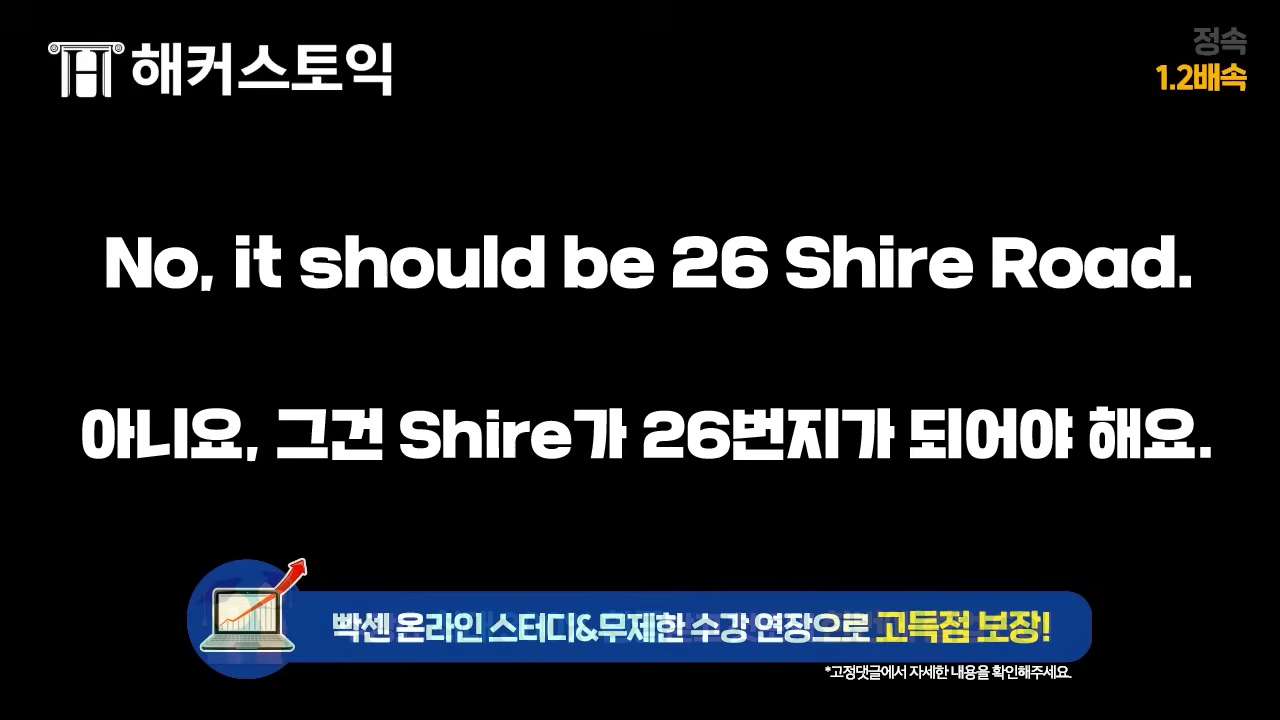 해커스토익
정속
1.2배속
No, it should be 26 Shire Road.
아니요, 그건 Shire가 26번지가 되어야 해요.
빡센 온라인 스터디&무제한 수강 연장으로 고득점 보장!
*고정댓글에서 자세한 내용을 확인해주세요.